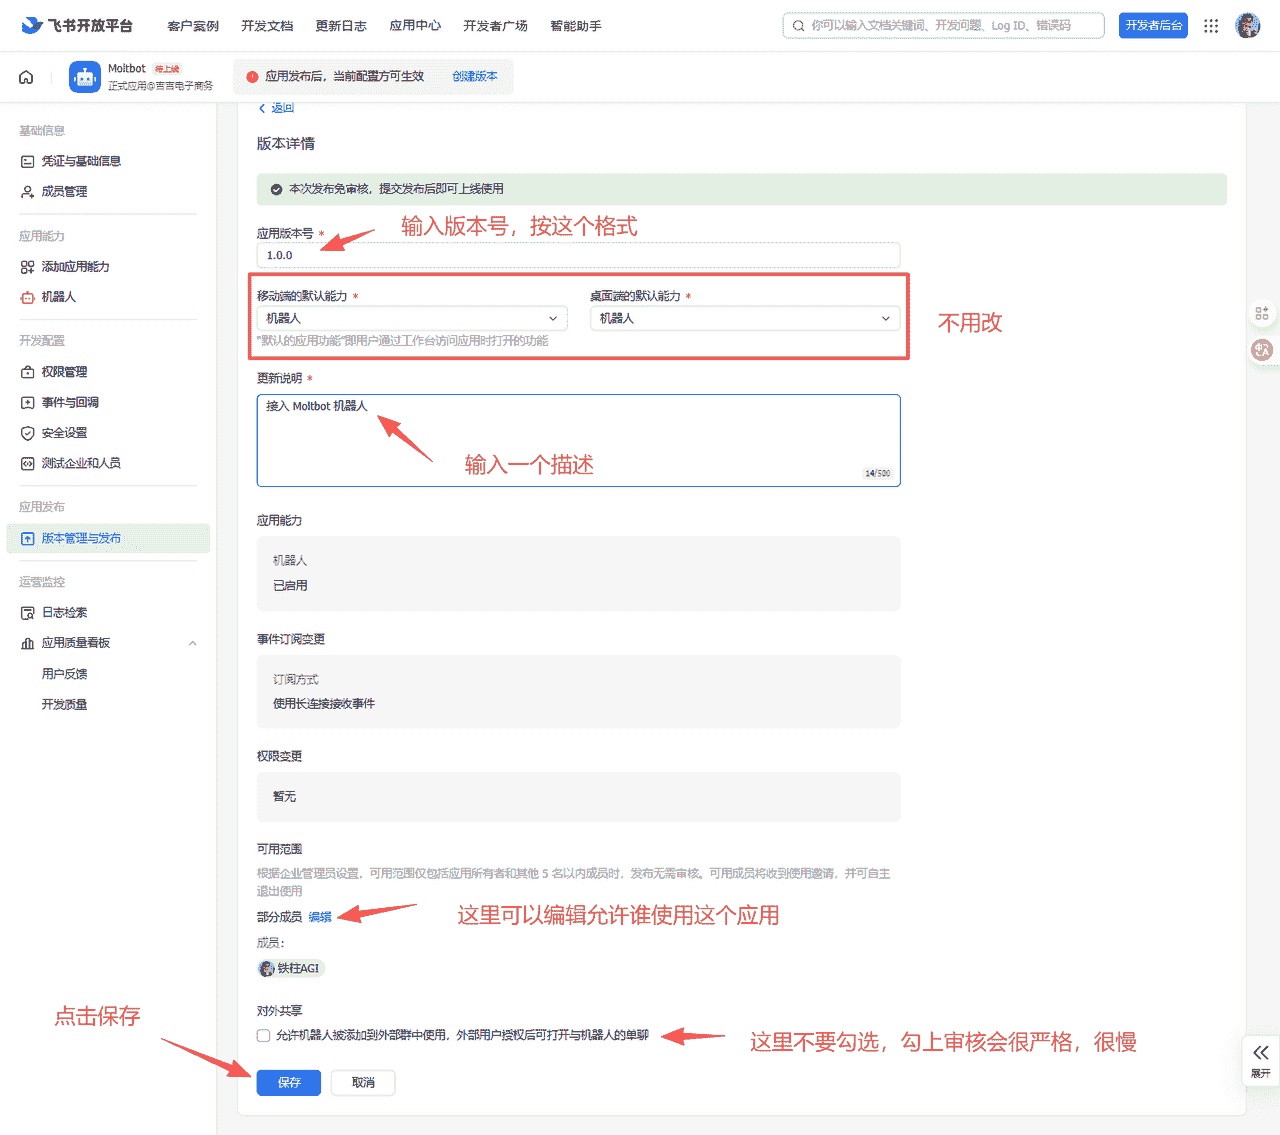 飞书开放平台
客户案例 开发文档 更新日志 应用中心 开发者广场 智能助手
你可以输入文档关键词、开发问题、Log ID、错误码
开发者后台
Moltbot 待上线
正式应用@吉吉电子商务
应用发布后，当前配置方可生效 创建版本
返回
基础信息
凭证与基础信息
成员管理
应用能力
添加应用能力
机器人
开发配置
权限管理
事件与回调
安全设置
测试企业和人员
应用发布
版本管理与发布
运营监控
日志检索
应用质量看板
用户反馈
开发质量
版本详情
本次发布免审核，提交发布后即可上线使用
应用版本号 *
输入版本号，按这个格式
1.0.0
移动端的默认能力 * 桌面端的默认能力 *
机器人 机器人
"默认的应用功能"即用户通过工作台访问应用时打开的功能
不用改
更新说明 *
接入 Moltbot 机器人
输入一个描述
14/500
应用能力
机器人
已启用
事件订阅变更
订阅方式
使用长连接接收事件
权限变更
暂无
可用范围
根据企业管理员设置，可用范围仅包括应用所有者和其他 5 名以内成员时，发布无需审核。可用成员将收到使用邀请，并可自主
退出使用
部分成员 编辑
这里可以编辑允许谁使用这个应用
成员：
铁柱AGI
对外共享
允许机器人被添加到外部群中使用，外部用户授权后可打开与机器人的单聊
这里不要勾选，勾上审核会很严格，很慢
点击保存
保存 取消
展开